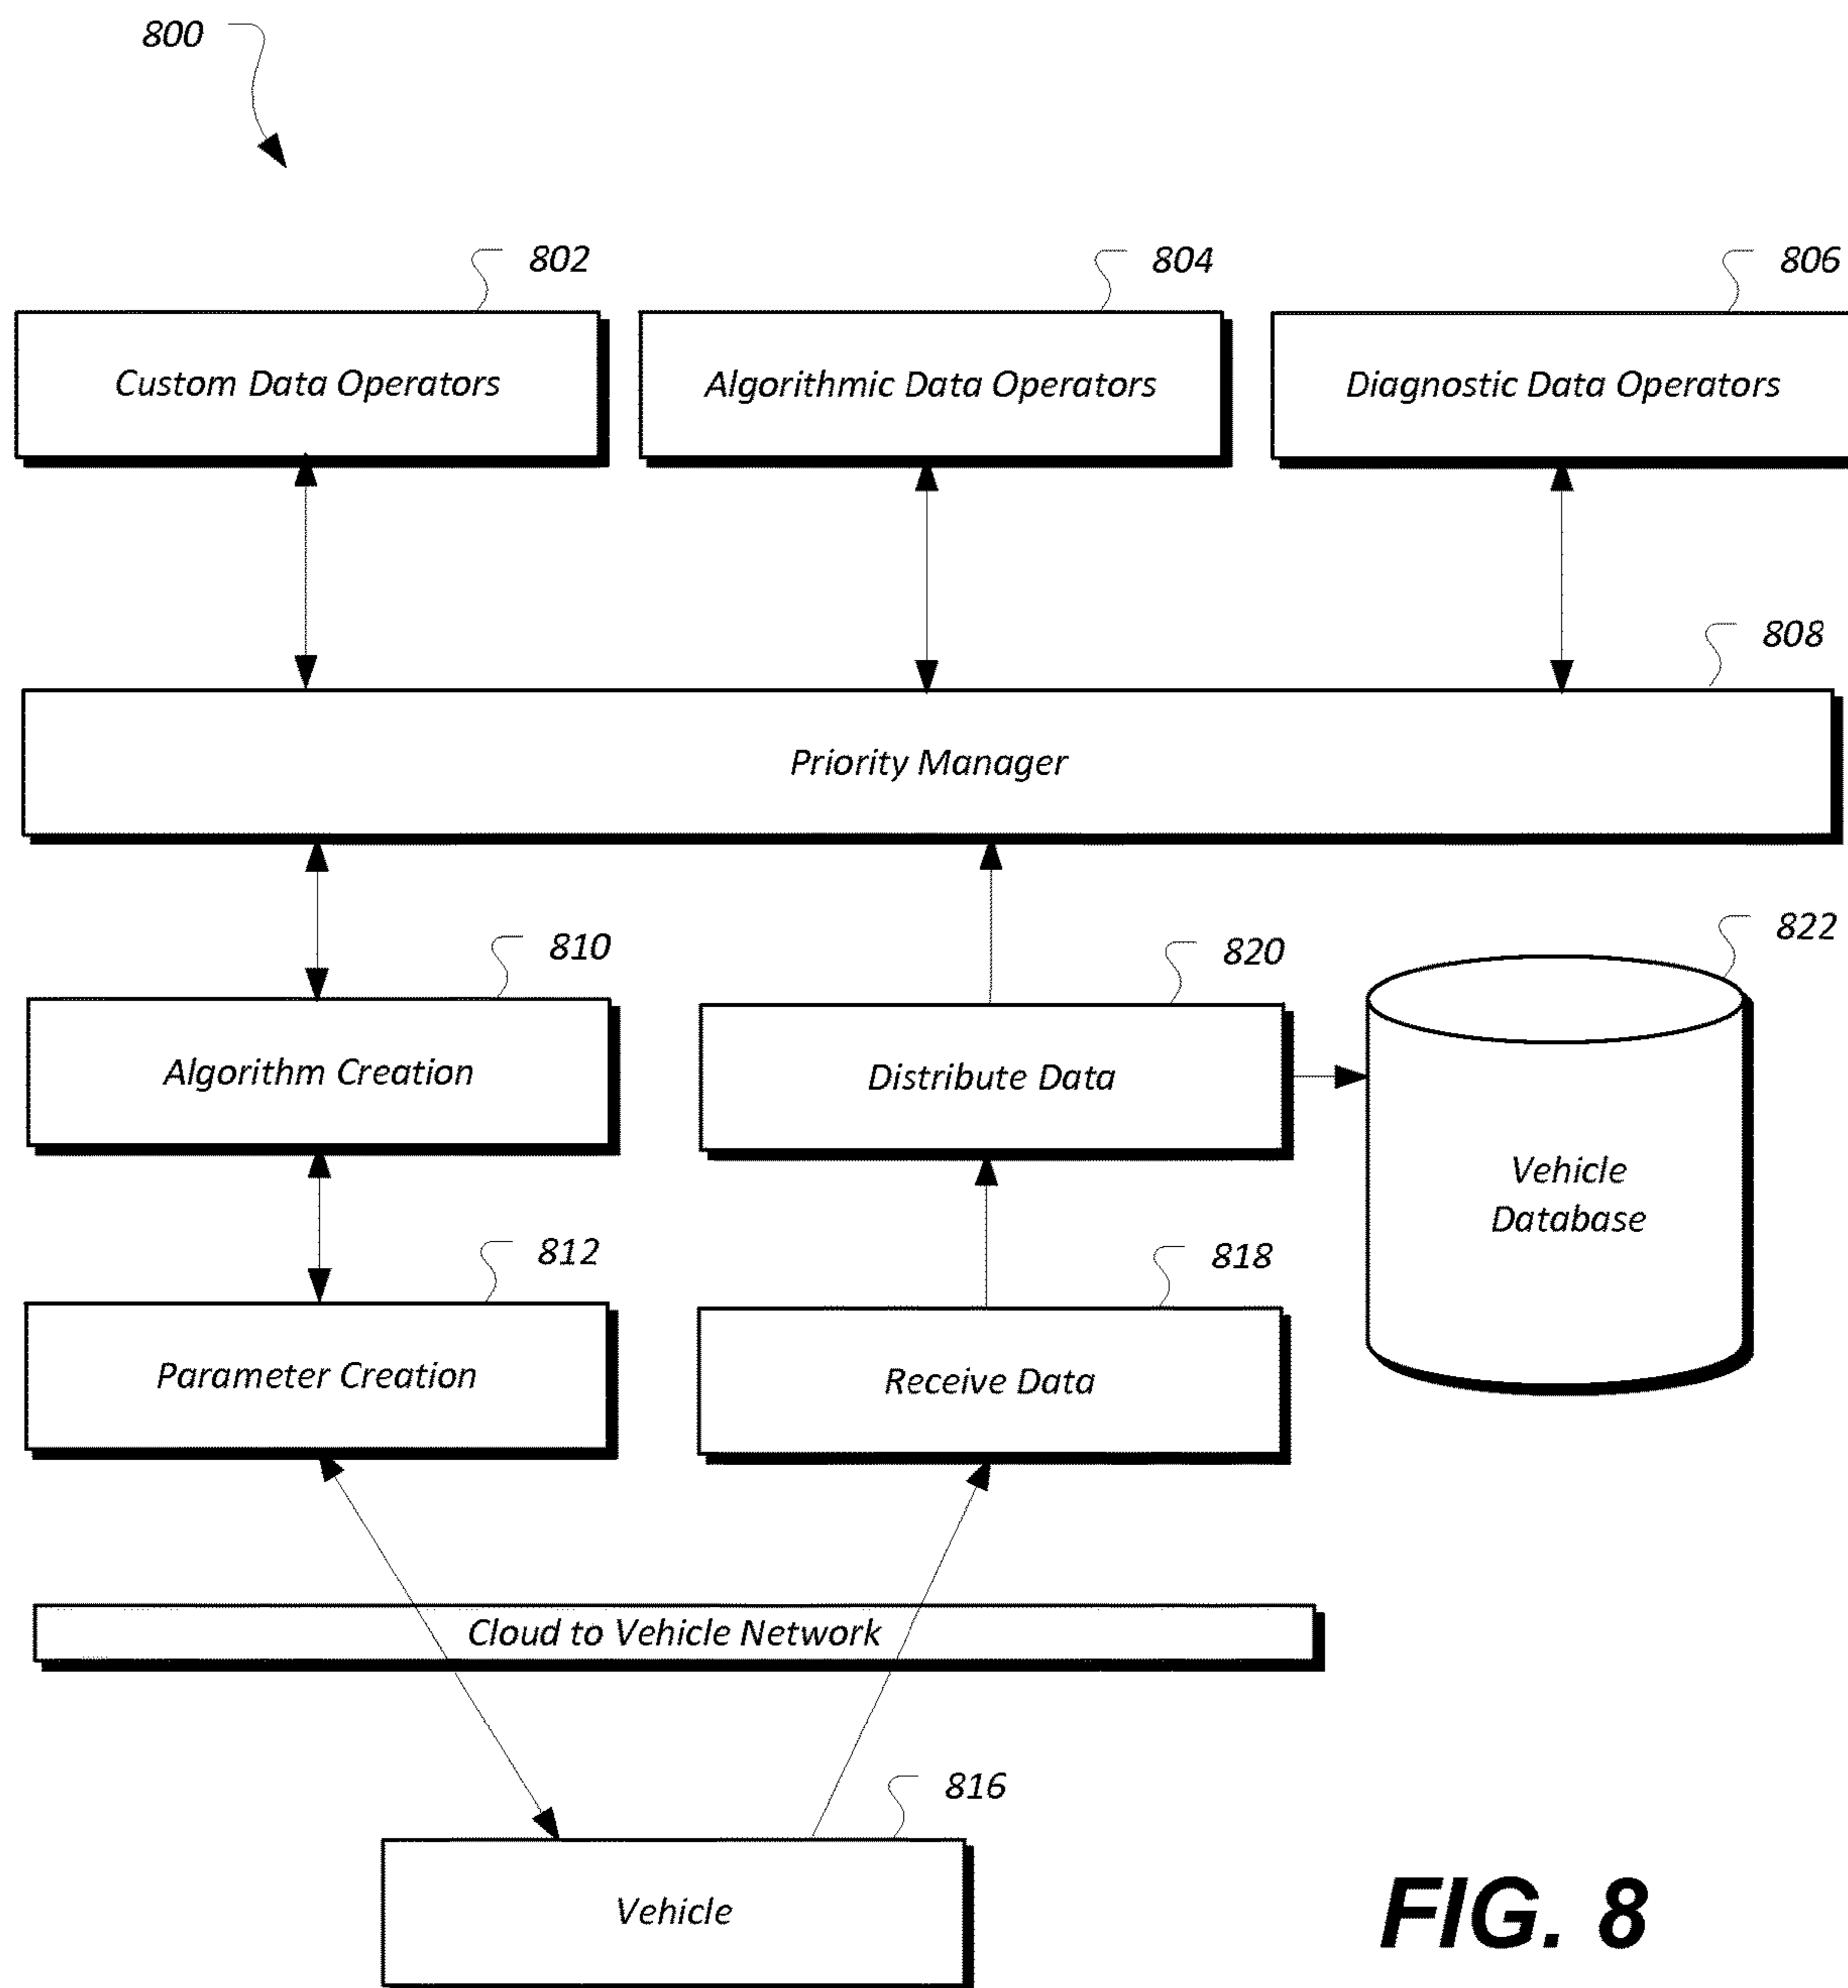 800
802
804
806
Custom Data Operators
Algorithmic Data Operators
Diagnostic Data Operators
808
Priority Manager
810
820
822
Algorithm Creation
Distribute Data
Vehicle
Database
812
818
Parameter Creation
Receive Data
Cloud to Vehicle Network
816
Vehicle
FIG. 8